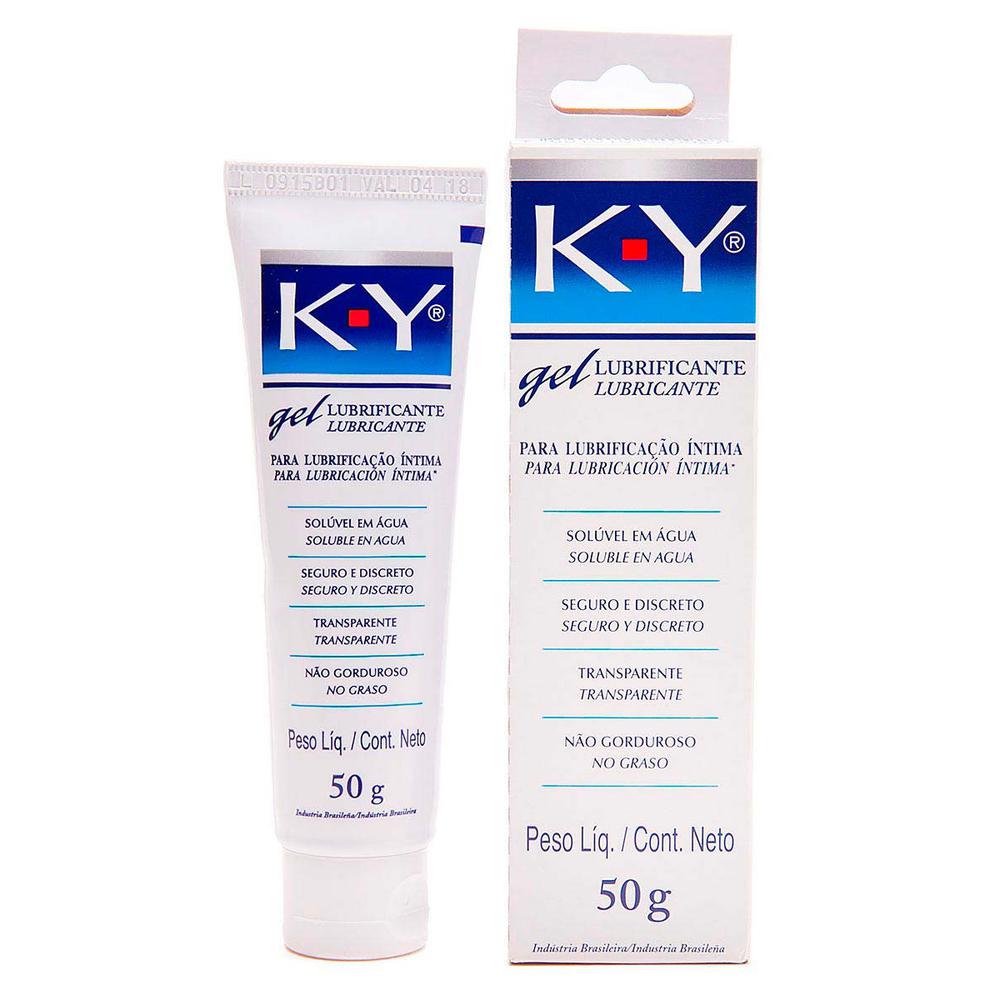 L 0915B01 VAL 04 18
K·Y®
gel LUBRIFICANTE
LUBRICANTE
PARA LUBRIFICAÇÃO ÍNTIMA
PARA LUBRICACIÓN ÍNTIMA*
SOLÚVEL EM ÁGUA
SOLUBLE EN AGUA
SEGURO E DISCRETO
SEGURO Y DISCRETO
TRANSPARENTE
TRANSPARENTE
NÃO GORDUROSO
NO GRASO
Peso Líq. / Cont. Neto
50 g
Industria Brasileña/Indústria Brasileira
K·Y®
gel LUBRIFICANTE
LUBRICANTE
PARA LUBRIFICAÇÃO ÍNTIMA
PARA LUBRICACIÓN ÍNTIMA*
SOLÚVEL EM ÁGUA
SOLUBLE EN AGUA
SEGURO E DISCRETO
SEGURO Y DISCRETO
TRANSPARENTE
TRANSPARENTE
NÃO GORDUROSO
NO GRASO
Peso Líq. / Cont. Neto
50 g
Indústria Brasileira/Industria Brasileña